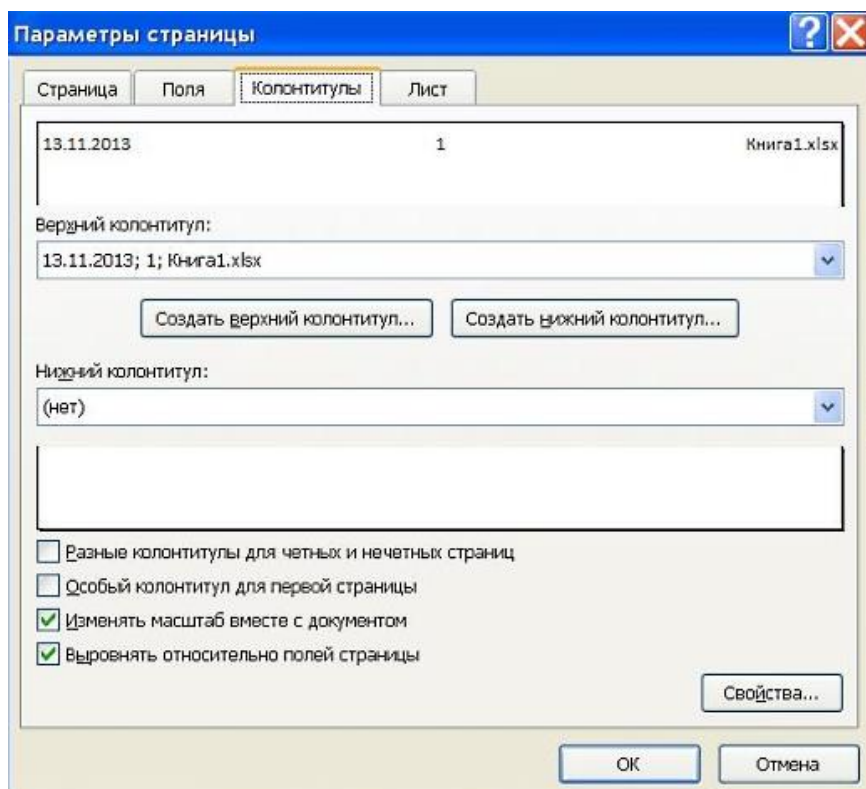 Параметры страницы
Страница Поля Колонтитулы Лист
13.11.2013 1 Книга1.xlsx
Верхний колонтитул:
13.11.2013; 1; Книга1.xlsx
Создать верхний колонтитул... Создать нижний колонтитул...
Нижний колонтитул:
(нет)
Разные колонтитулы для четных и нечетных страниц
Особый колонтитул для первой страницы
Изменять масштаб вместе с документом
Выровнять относительно полей страницы
Свойства...
ОК Отмена